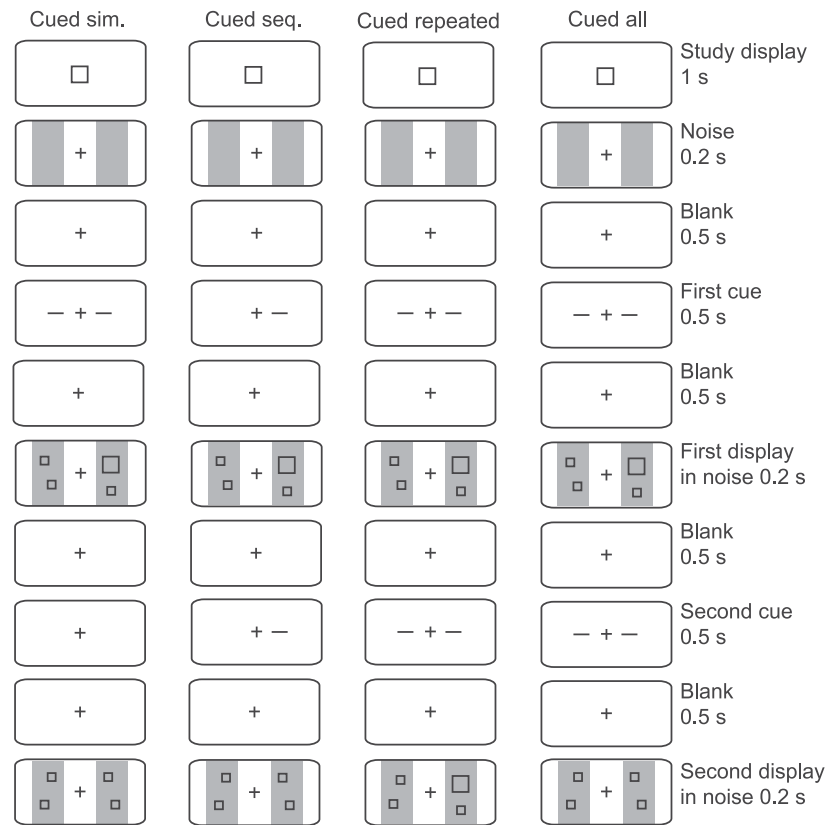 Cued sim.
Cued seq.
Cued repeated
Cued all
Study display
1 s
Noise
0.2 s
Blank
0.5 s
First cue
0.5 s
Blank
0.5 s
First display
in noise 0.2 s
Blank
0.5 s
Second cue
0.5 s
Blank
0.5 s
Second display
in noise 0.2 s